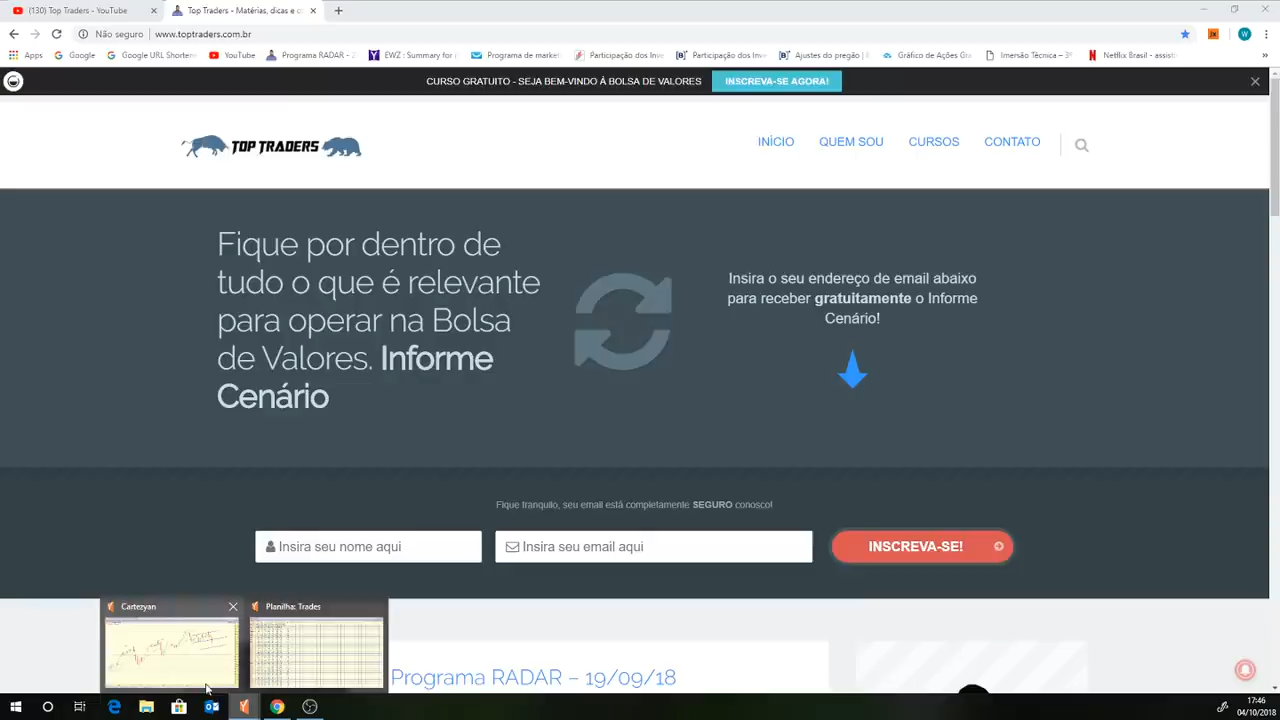 (130) Top Traders - YouTube
Top Traders - Matérias, dicas e c
Não seguro
www.toptraders.com.br
Apps
Google
Google URL Shorten
YouTube
Programa RADAR – 2
EWZ : Summary for i
Programa de market
Participação dos Inve
Participação dos Inve
Ajustes do pregão |
Gráfico de Ações Gra
Imersão Técnica – 39
Netflix Brasil - assist
CURSO GRATUITO - SEJA BEM-VINDO Á BOLSA DE VALORES
INSCREVA-SE AGORA!
TOP TRADERS
INÍCIO
QUEM SOU
CURSOS
CONTATO
Fique por dentro de
tudo o que é relevante
para operar na Bolsa
de Valores. Informe
Cenário
Insira o seu endereço de email abaixo
para receber gratuitamente o Informe
Cenário!
Fique tranquilo, seu email está completamente SEGURO conosco!
Insira seu nome aqui
Insira seu email aqui
INSCREVA-SE!
Cartezyan
Planilha: Trades
Programa RADAR – 19/09/18
17:46
04/10/2018